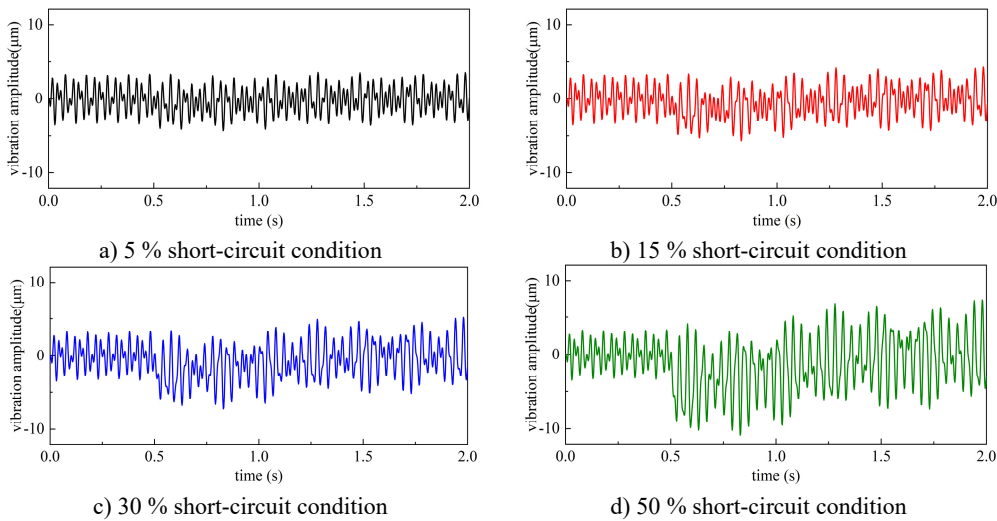 vibration amplitude(μm)
10
0
-10
0.0 0.5 1.0 1.5 2.0
time (s)
a) 5 % short-circuit condition
vibration amplitude(μm)
10
0
-10
0.0 0.5 1.0 1.5 2.0
time (s)
b) 15 % short-circuit condition
vibration amplitude(μm)
10
0
-10
0.0 0.5 1.0 1.5 2.0
time (s)
c) 30 % short-circuit condition
vibration amplitude(μm)
10
0
-10
0.0 0.5 1.0 1.5 2.0
time (s)
d) 50 % short-circuit condition